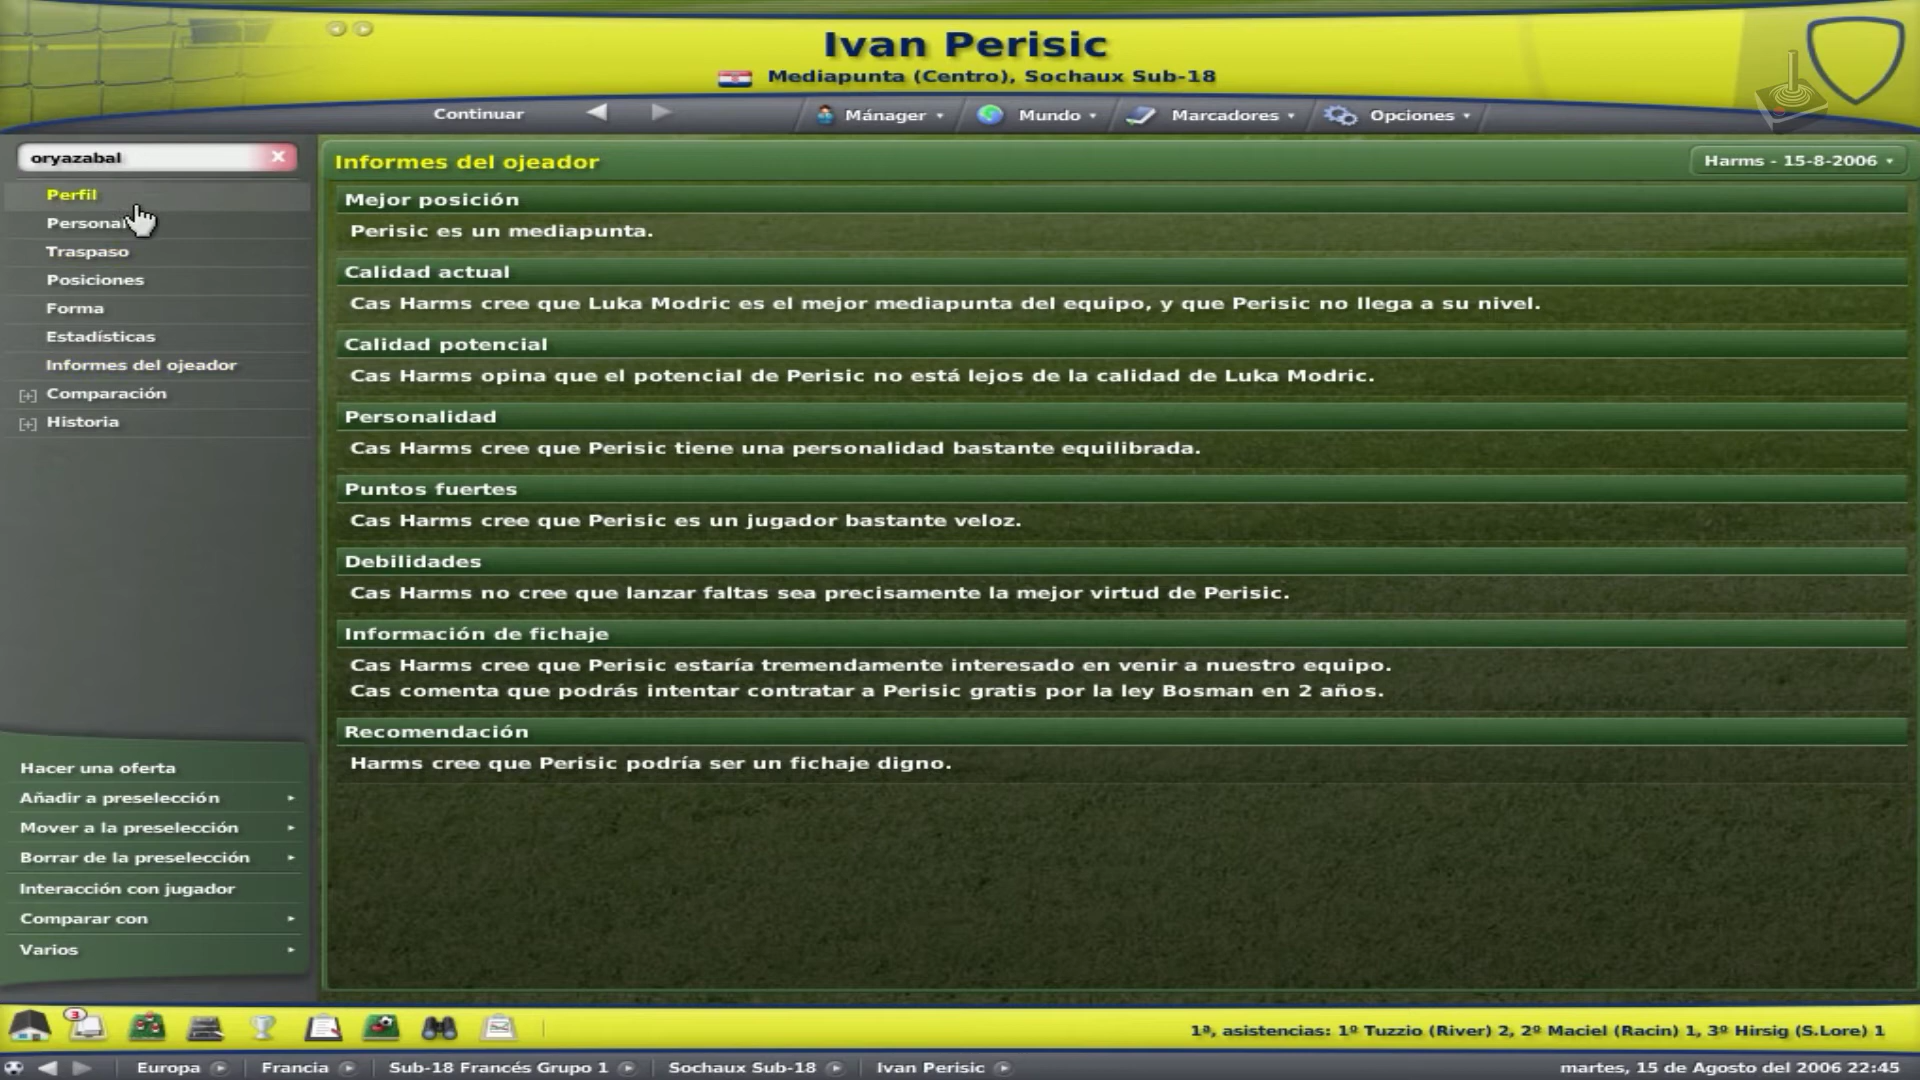 Ivan Perisic
Mediapunta (Centro), Sochaux Sub-18
Continuar
Mánager
Mundo
Marcadores
Opciones
oryazabal
Perfil
Personal
Traspaso
Posiciones
Forma
Estadísticas
Informes del ojeador
[+] Comparación
[+] Historia
Hacer una oferta
Añadir a preselección
Mover a la preselección
Borrar de la preselección
Interacción con jugador
Comparar con
Varios
Informes del ojeador
Harms - 15-8-2006
Mejor posición
Perisic es un mediapunta.
Calidad actual
Cas Harms cree que Luka Modric es el mejor mediapunta del equipo, y que Perisic no llega a su nivel.
Calidad potencial
Cas Harms opina que el potencial de Perisic no está lejos de la calidad de Luka Modric.
Personalidad
Cas Harms cree que Perisic tiene una personalidad bastante equilibrada.
Puntos fuertes
Cas Harms cree que Perisic es un jugador bastante veloz.
Debilidades
Cas Harms no cree que lanzar faltas sea precisamente la mejor virtud de Perisic.
Información de fichaje
Cas Harms cree que Perisic estaría tremendamente interesado en venir a nuestro equipo.
Cas comenta que podrás intentar contratar a Perisic gratis por la ley Bosman en 2 años.
Recomendación
Harms cree que Perisic podría ser un fichaje digno.
3
1ª, asistencias: 1º Tuzzio (River) 2, 2º Maciel (Racin) 1, 3º Hirsig (S.Lore) 1
Europa
Francia
Sub-18 Francés Grupo 1
Sochaux Sub-18
Ivan Perisic
martes, 15 de Agosto del 2006 22:45